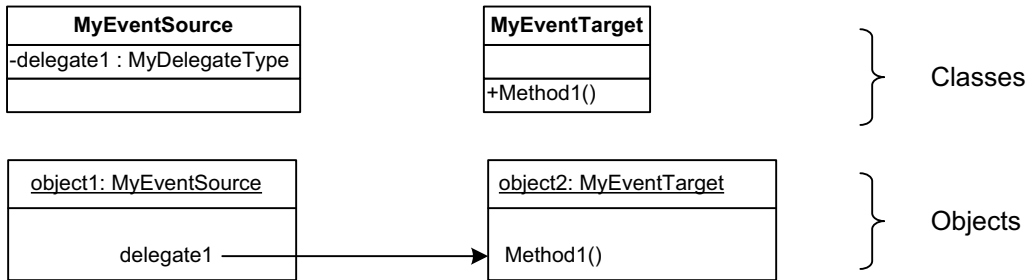 MyEventSource
-delegate1 : MyDelegateType
MyEventTarget
+Method1()
Classes
object1: MyEventSource
delegate1
object2: MyEventTarget
Method1()
Objects